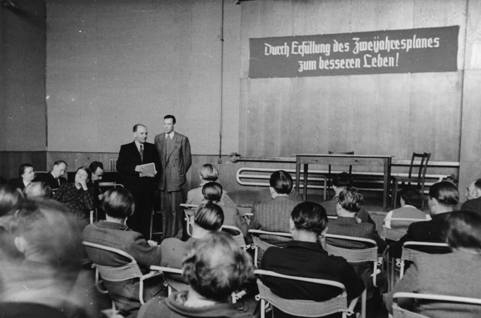 Durch Erfüllung des Zweijahresplanes
zum besseren Leben!